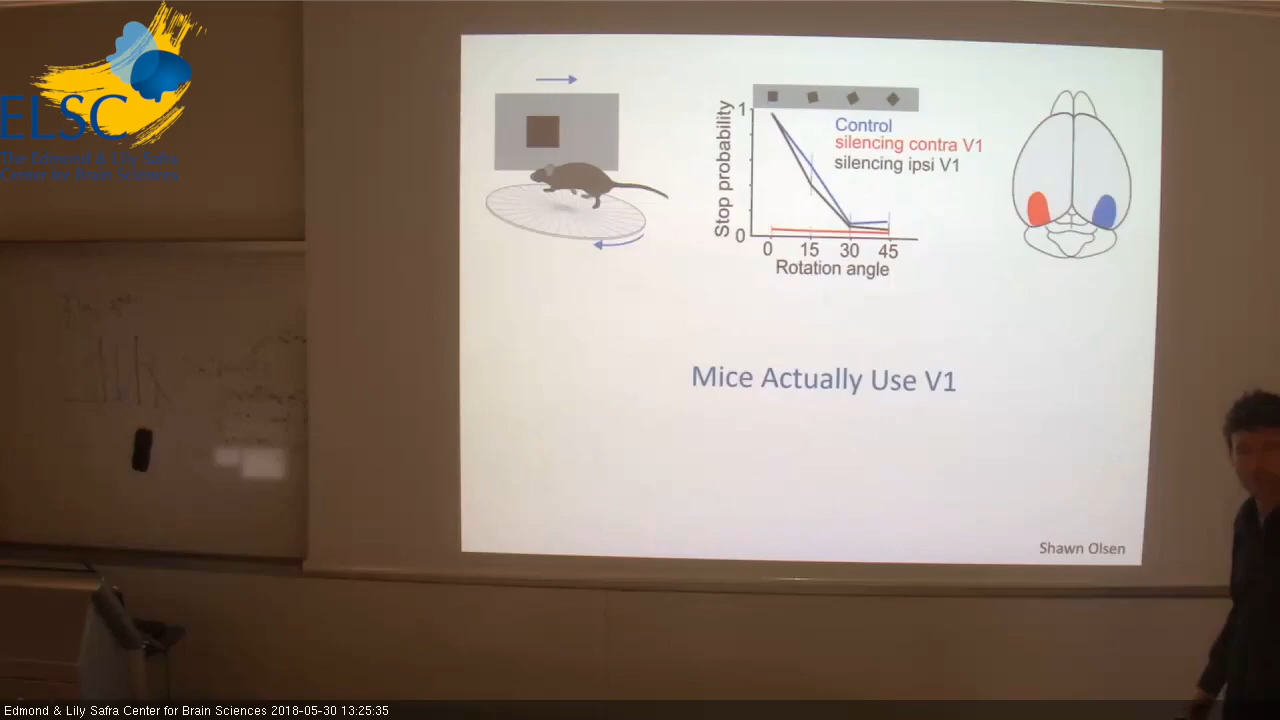 ELSC
The Edmond & Lily Safra
Center for Brain Sciences
Stop probability
1
0
Control
silencing contra V1
silencing ipsi V1
0 15 30 45
Rotation angle
Mice Actually Use V1
Shawn Olsen
Edmond & Lily Safra Center for Brain Sciences 2018-05-30 13:25:35